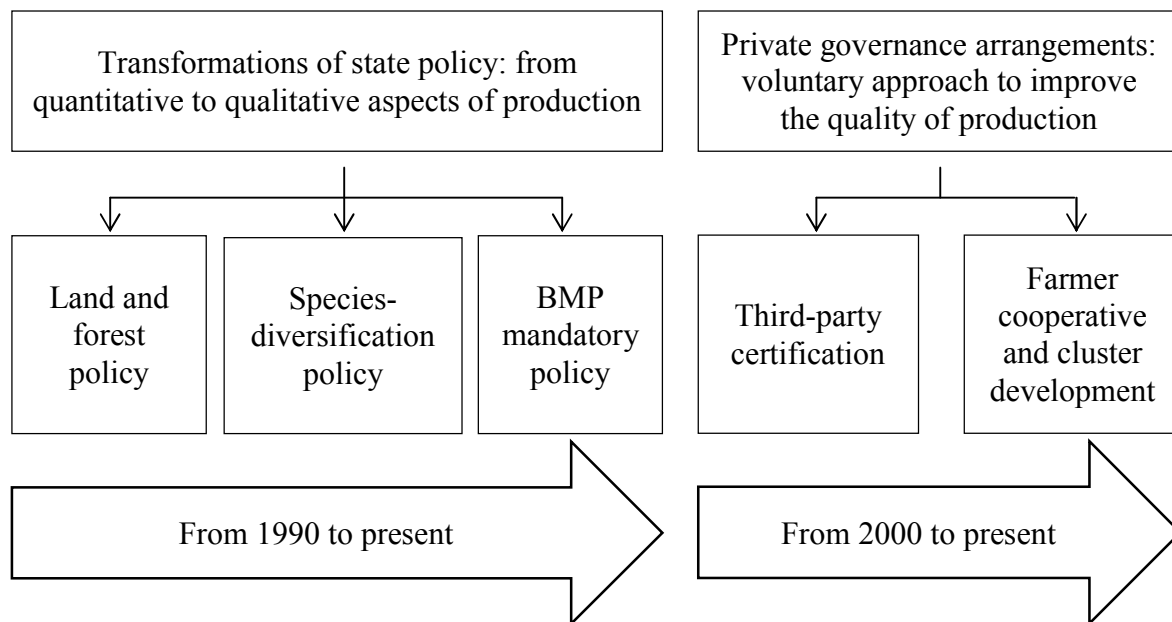 Transformations of state policy: from
quantitative to qualitative aspects of production
Private governance arrangements:
voluntary approach to improve
the quality of production
Land and
forest
policy
Species-
diversification
policy
BMP
mandatory
policy
Third-party
certification
Farmer
cooperative
and cluster
development
From 1990 to present
From 2000 to present